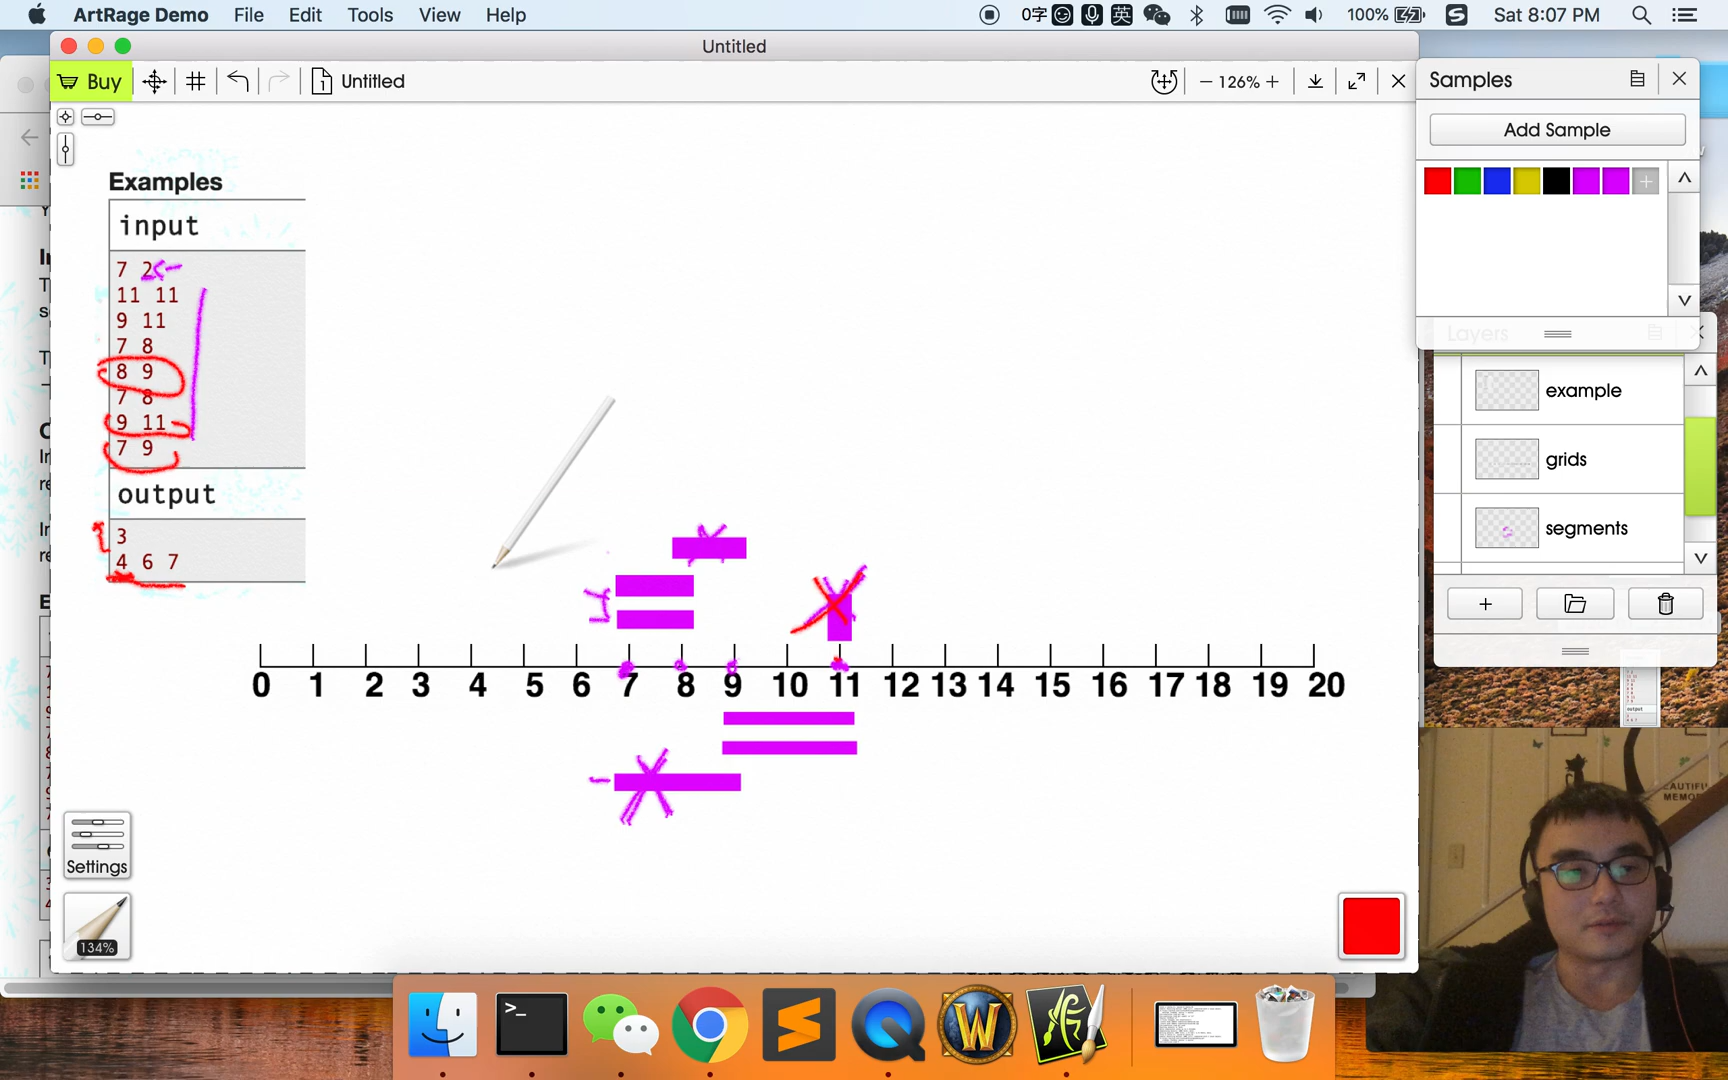 ArtRage Demo File Edit Tools View Help 0字 英 100% Sat 8:07 PM
Untitled
Buy Untitled 126%
Samples
Add Sample
Layers
example
grids
segments
Examples
input
7 2
11 11
9 11
7 8
8 9
7 8
9 11
7 9
output
3
4 6 7
0 1 2 3 4 5 6 7 8 9 10 11 12 13 14 15 16 17 18 19 20
Settings
134%
MEMOR